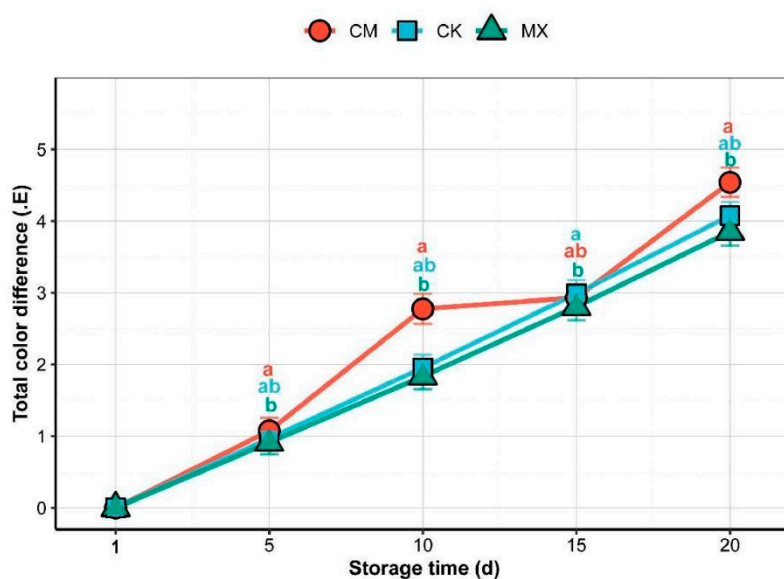 CM CK MX
Total color difference (.E)
5
4
3
2
1
0
a
ab
b
a
ab
b
a
ab
b
a
ab
b
1 5 10 15 20
Storage time (d)